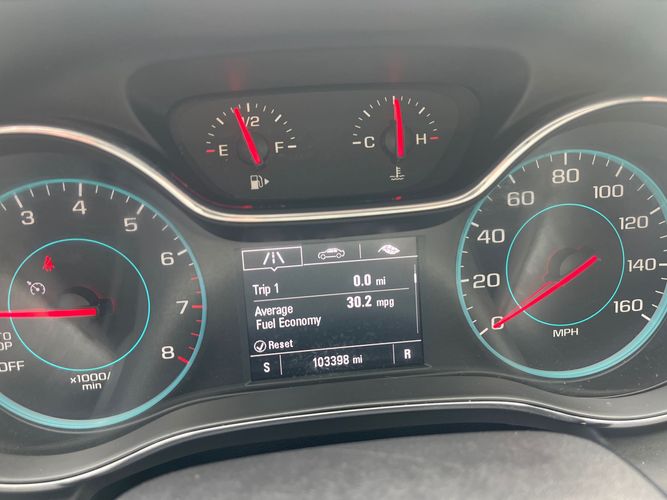 1/2
E F
C H
3 4 5 6 7 8
x1000/
min
OFF
Trip 1 0.0 mi
Average 30.2 mpg
Fuel Economy
Reset
S 103398 mi R
0 20 40 60 80 100 120 140 160
MPH